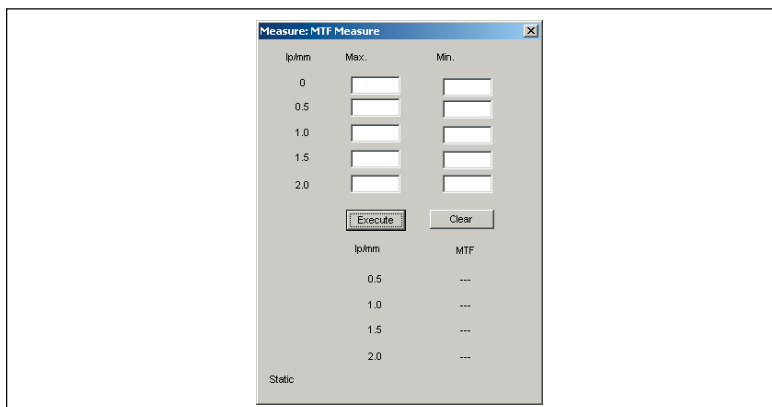 Measure: MTF Measure
lp/mm Max. Min.
0
0.5
1.0
1.5
2.0
Execute Clear
lp/mm MTF
0.5 ---
1.0 ---
1.5 ---
2.0 ---
Static